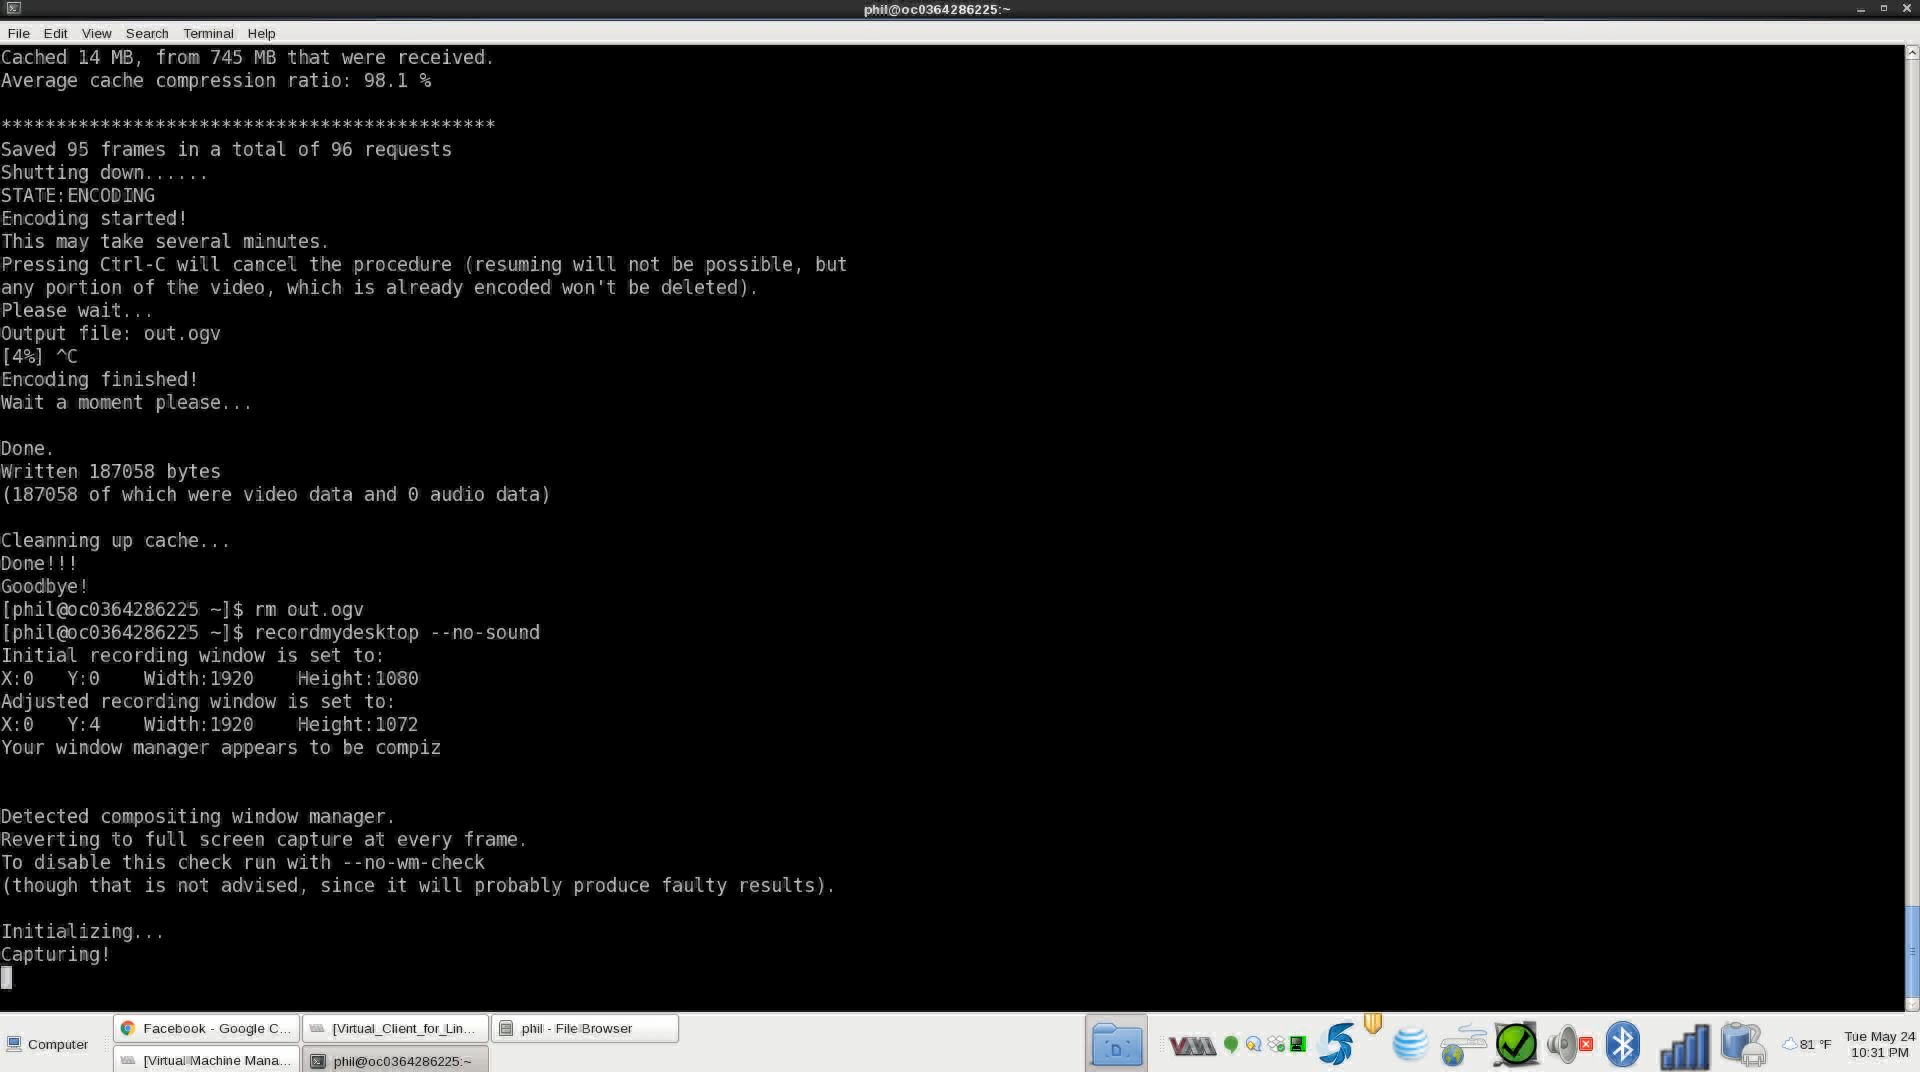 phil@oc0364286225:~
File Edit View Search Terminal Help
Cached 14 MB, from 745 MB that were received.
Average cache compression ratio: 98.1 %
*********************************************
Saved 95 frames in a total of 96 requests
Shutting down......
STATE:ENCODING
Encoding started!
This may take several minutes.
Pressing Ctrl-C will cancel the procedure (resuming will not be possible, but
any portion of the video, which is already encoded won't be deleted).
Please wait...
Output file: out.ogv
[4%] ^C
Encoding finished!
Wait a moment please...
Done.
Written 187058 bytes
(187058 of which were video data and 0 audio data)
Cleanning up cache...
Done!!!
Goodbye!
[phil@oc0364286225 ~]$ rm out.ogv
[phil@oc0364286225 ~]$ recordmydesktop --no-sound
Initial recording window is set to:
X:0 Y:0 Width:1920 Height:1080
Adjusted recording window is set to:
X:0 Y:4 Width:1920 Height:1072
Your window manager appears to be compiz
Detected compositing window manager.
Reverting to full screen capture at every frame.
To disable this check run with --no-wm-check
(though that is not advised, since it will probably produce faulty results).
Initializing...
Capturing!
Computer
Facebook - Google C...
[Virtual_Client_for_Lin...
phil - File Browser
[Virtual Machine Mana...
phil@oc0364286225:~
D
VMM
81 °F
Tue May 24
10:31 PM